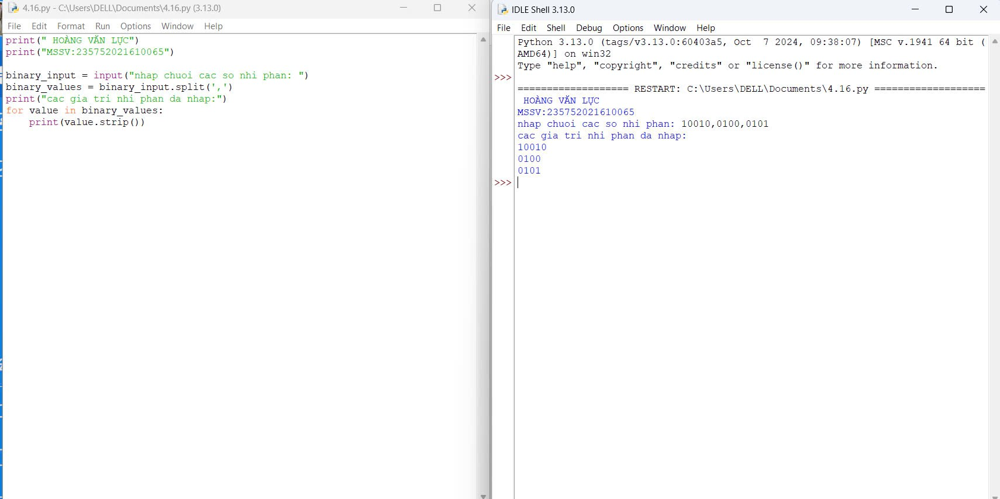 4.16.py - C:\Users\DELL\Documents\4.16.py (3.13.0)
File Edit Format Run Options Window Help
print(" HOÀNG VĂN LỰC")
print("MSSV:235752021610065")
binary_input = input("nhap chuoi cac so nhi phan: ")
binary_values = binary_input.split(',')
print("cac gia tri nhi phan da nhap:")
for value in binary_values:
    print(value.strip())
IDLE Shell 3.13.0
File Edit Shell Debug Options Window Help
Python 3.13.0 (tags/v3.13.0:60403a5, Oct  7 2024, 09:38:07) [MSC v.1941 64 bit (
AMD64)] on win32
Type "help", "copyright", "credits" or "license()" for more information.
>>>
=================== RESTART: C:\Users\DELL\Documents\4.16.py ===================
 HOÀNG VĂN LỰC
MSSV:235752021610065
nhap chuoi cac so nhi phan: 10010,0100,0101
cac gia tri nhi phan da nhap:
10010
0100
0101
>>>